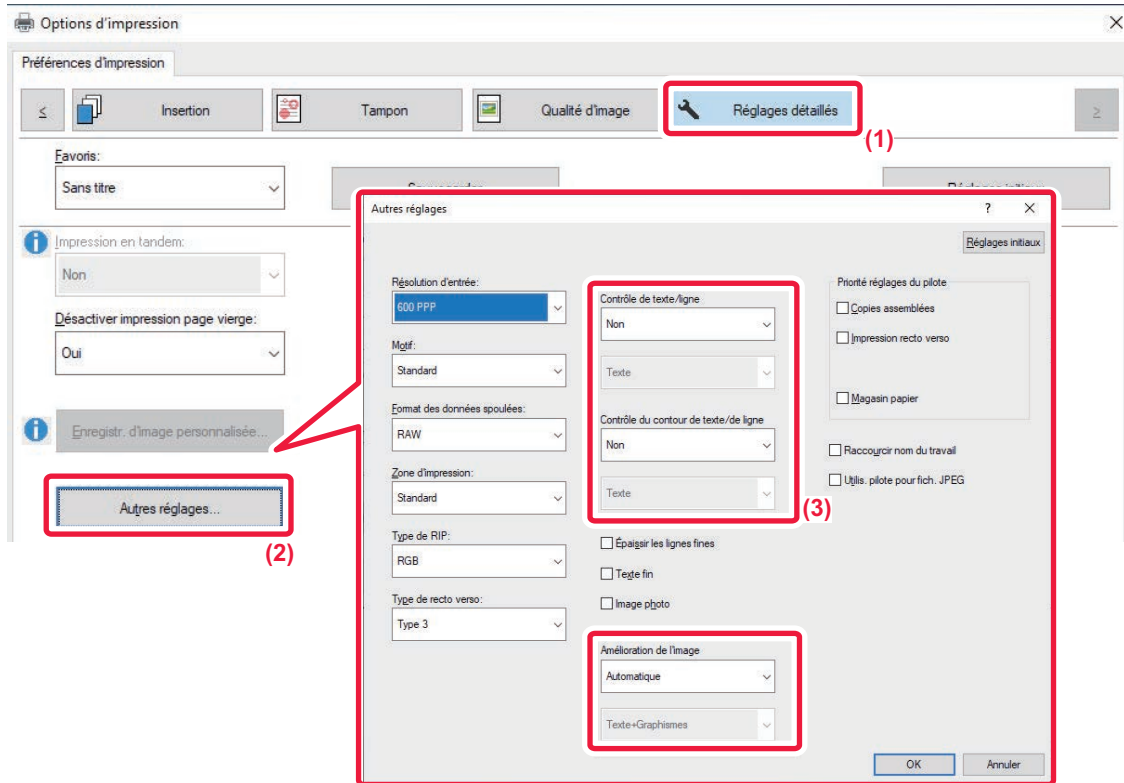 Options d'impression
Préférences d'impression
≤
Insertion
Tampon
Qualité d'image
Réglages détaillés
≥
(1)
Favoris:
Sans titre
Impression en tandem:
Non
Désactiver impression page vierge:
Oui
Enregistr. d'image personnalisée...
Autres réglages...
(2)
Autres réglages
?
Réglages initiaux
Résolution d'entrée:
600 PPP
Motif:
Standard
Format des données spoulées:
RAW
Zone d'impression:
Standard
Type de RIP:
RGB
Type de recto verso:
Type 3
Contrôle de texte/ligne
Non
Texte
Contrôle du contour de texte/de ligne
Non
Texte
(3)
Épaissir les lignes fines
Texte fin
Image photo
Amélioration de l'image
Automatique
Texte+Graphismes
Priorité réglages du pilote
Copies assemblées
Impression recto verso
Magasin papier
Raccourcir nom du travail
Utilis. pilote pour fich. JPEG
OK
Annuler